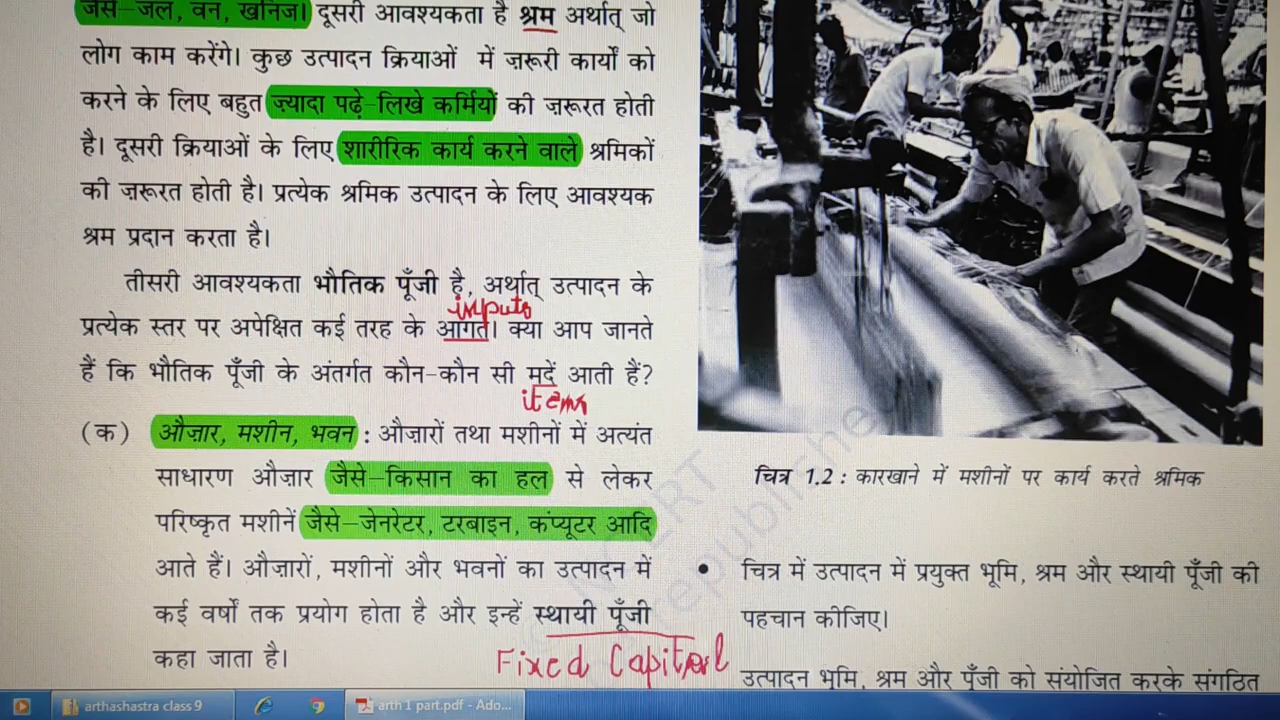 जैसे–जल, वन, खनिज। दूसरी आवश्यकता है श्रम अर्थात् जो
लोग काम करेंगे। कुछ उत्पादन क्रियाओं में ज़रूरी कार्यों को
करने के लिए बहुत ज़्यादा पढ़े-लिखे कर्मियों की ज़रूरत होती
है। दूसरी क्रियाओं के लिए शारीरिक कार्य करने वाले श्रमिकों
की ज़रूरत होती है। प्रत्येक श्रमिक उत्पादन के लिए आवश्यक
श्रम प्रदान करता है।
तीसरी आवश्यकता भौतिक पूँजी है, अर्थात् उत्पादन के
inputs
प्रत्येक स्तर पर अपेक्षित कई तरह के आगत। क्या आप जानते
हैं कि भौतिक पूँजी के अंतर्गत कौन-कौन सी मदें आती हैं?
items
(क) औज़ार, मशीन, भवन : औज़ारों तथा मशीनों में अत्यंत
साधारण औज़ार जैसे–किसान का हल से लेकर
परिष्कृत मशीनें जैसे–जेनरेटर, टरबाइन, कंप्यूटर आदि
आते हैं। औज़ारों, मशीनों और भवनों का उत्पादन में
कई वर्षों तक प्रयोग होता है और इन्हें स्थायी पूँजी
कहा जाता है।
Fixed Capital
चित्र 1.2 : कारखाने में मशीनों पर कार्य करते श्रमिक
• चित्र में उत्पादन में प्रयुक्त भूमि, श्रम और स्थायी पूँजी की
पहचान कीजिए।
उत्पादन भूमि, श्रम और पूँजी को संयोजित करके संगठित
NCERT
republished
arthashastra class 9
arth 1 part.pdf - Ado...